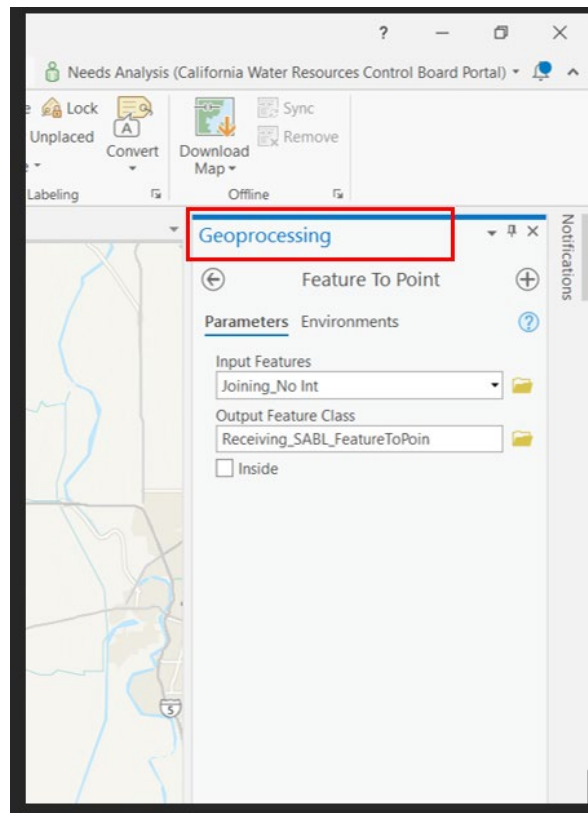 ?
Needs Analysis (California Water Resources Control Board Portal)
Lock
Unplaced
Convert
Download
Map
Sync
Remove
Labeling
Offline
Geoprocessing
Notifications
Feature To Point
Parameters Environments
?
Input Features
Joining_No Int
Output Feature Class
Receiving_SABL_FeatureToPoin
Inside
5